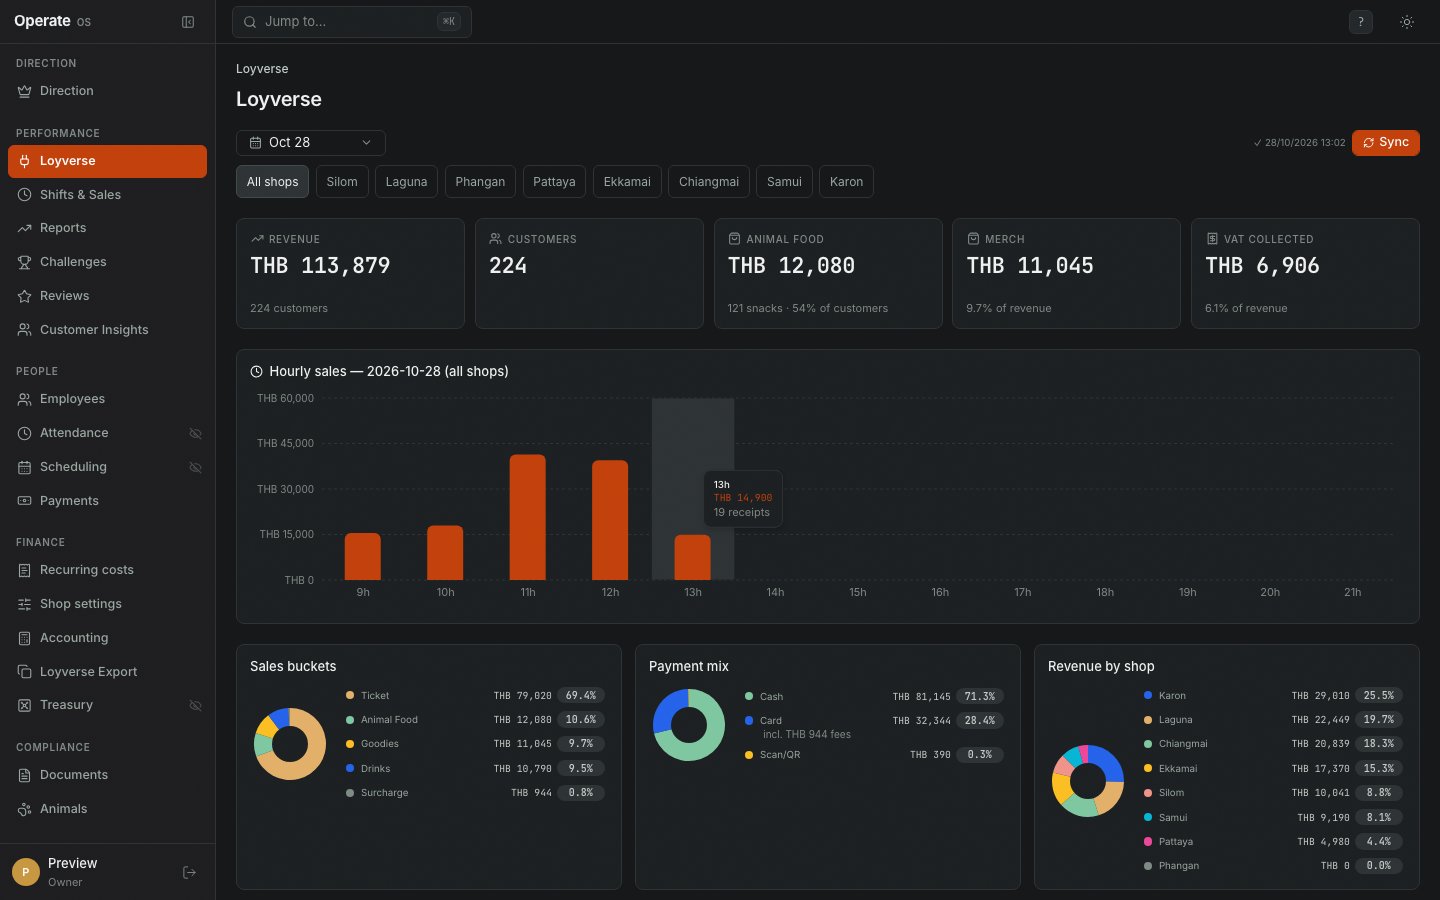 Operate OS
Jump to...
⌘K
?
DIRECTION
Direction
PERFORMANCE
Loyverse
Shifts & Sales
Reports
Challenges
Reviews
Customer Insights
PEOPLE
Employees
Attendance
Scheduling
Payments
FINANCE
Recurring costs
Shop settings
Accounting
Loyverse Export
Treasury
COMPLIANCE
Documents
Animals
P
Preview
Owner
Loyverse
Loyverse
Oct 28
28/10/2026 13:02
Sync
All shops
Silom
Laguna
Phangan
Pattaya
Ekkamai
Chiangmai
Samui
Karon
REVENUE
THB 113,879
224 customers
CUSTOMERS
224
ANIMAL FOOD
THB 12,080
121 snacks · 54% of customers
MERCH
THB 11,045
9.7% of revenue
VAT COLLECTED
THB 6,906
6.1% of revenue
Hourly sales — 2026-10-28 (all shops)
THB 60,000
THB 45,000
THB 30,000
THB 15,000
THB 0
13h
THB 14,900
19 receipts
9h 10h 11h 12h 13h 14h 15h 16h 17h 18h 19h 20h 21h
Sales buckets
Ticket THB 79,020 69.4%
Animal Food THB 12,080 10.6%
Goodies THB 11,045 9.7%
Drinks THB 10,790 9.5%
Surcharge THB 944 0.8%
Payment mix
Cash THB 81,145 71.3%
Card THB 32,344 28.4%
incl. THB 944 fees
Scan/QR THB 390 0.3%
Revenue by shop
Karon THB 29,010 25.5%
Laguna THB 22,449 19.7%
Chiangmai THB 20,839 18.3%
Ekkamai THB 17,370 15.3%
Silom THB 10,041 8.8%
Samui THB 9,190 8.1%
Pattaya THB 4,980 4.4%
Phangan THB 0 0.0%